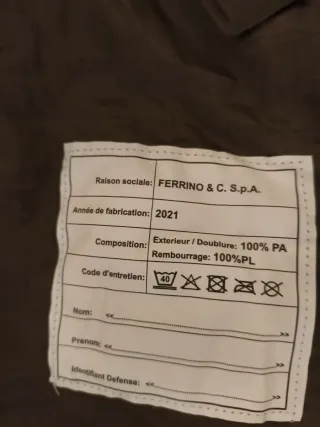 Raison sociale: FERRINO & C. S.p.A.
Année de fabrication: 2021
Composition: Exterieur / Doublure: 100% PA
Rembourrage: 100%PL
Code d'entretien: 40
Nom: <<>>
Prenom: <<>>
Identifiant Defense: <<>>